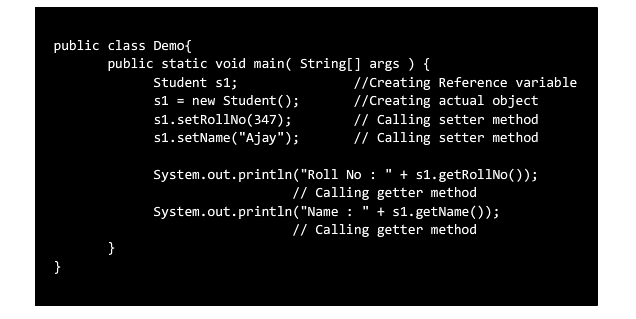 public class Demo{
public static void main( String[] args ) {
Student s1; //Creating Reference variable
s1 = new Student(); //Creating actual object
s1.setRollNo(347); // Calling setter method
s1.setName("Ajay"); // Calling setter method
System.out.println("Roll No : " + s1.getRollNo());
// Calling getter method
System.out.println("Name : " + s1.getName());
// Calling getter method
}
}